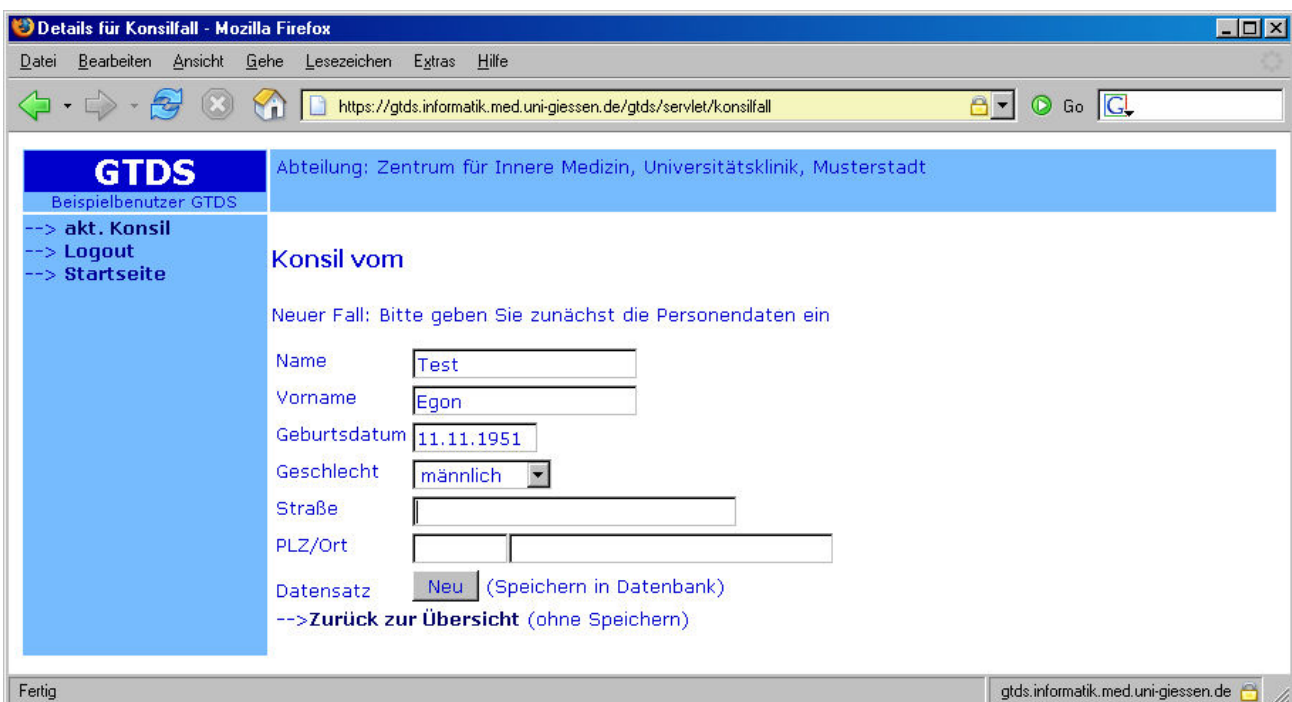 Details für Konsilfall - Mozilla Firefox
Datei Bearbeiten Ansicht Gehe Lesezeichen Extras Hilfe
https://gtds.informatik.med.uni-giessen.de/gtds/servlet/konsilfall Go G
GTDS
Beispielbenutzer GTDS
Abteilung: Zentrum für Innere Medizin, Universitätsklinik, Musterstadt
--> akt. Konsil
--> Logout
--> Startseite
Konsil vom
Neuer Fall: Bitte geben Sie zunächst die Personendaten ein
Name Test
Vorname Egon
Geburtsdatum 11.11.1951
Geschlecht männlich
Straße
PLZ/Ort
Datensatz Neu (Speichern in Datenbank)
-->Zurück zur Übersicht (ohne Speichern)
Fertig gtds.informatik.med.uni-giessen.de